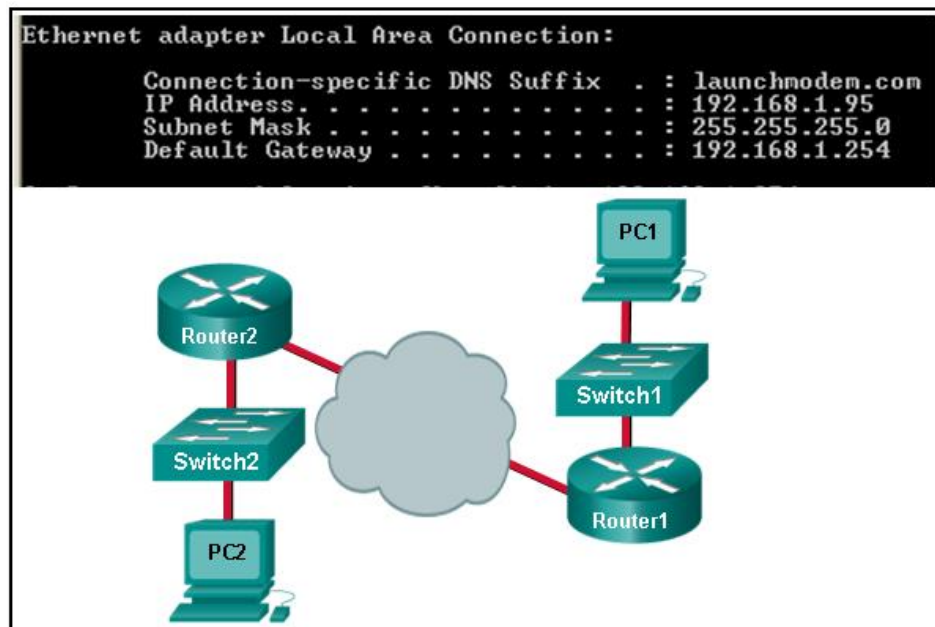 Ethernet adapter Local Area Connection:
Connection-specific DNS Suffix . : launchmodem.com
IP Address. . . . . . . . . . . . : 192.168.1.95
Subnet Mask . . . . . . . . . . . : 255.255.255.0
Default Gateway . . . . . . . . . : 192.168.1.254
PC1
Router2
Switch1
Switch2
Router1
PC2